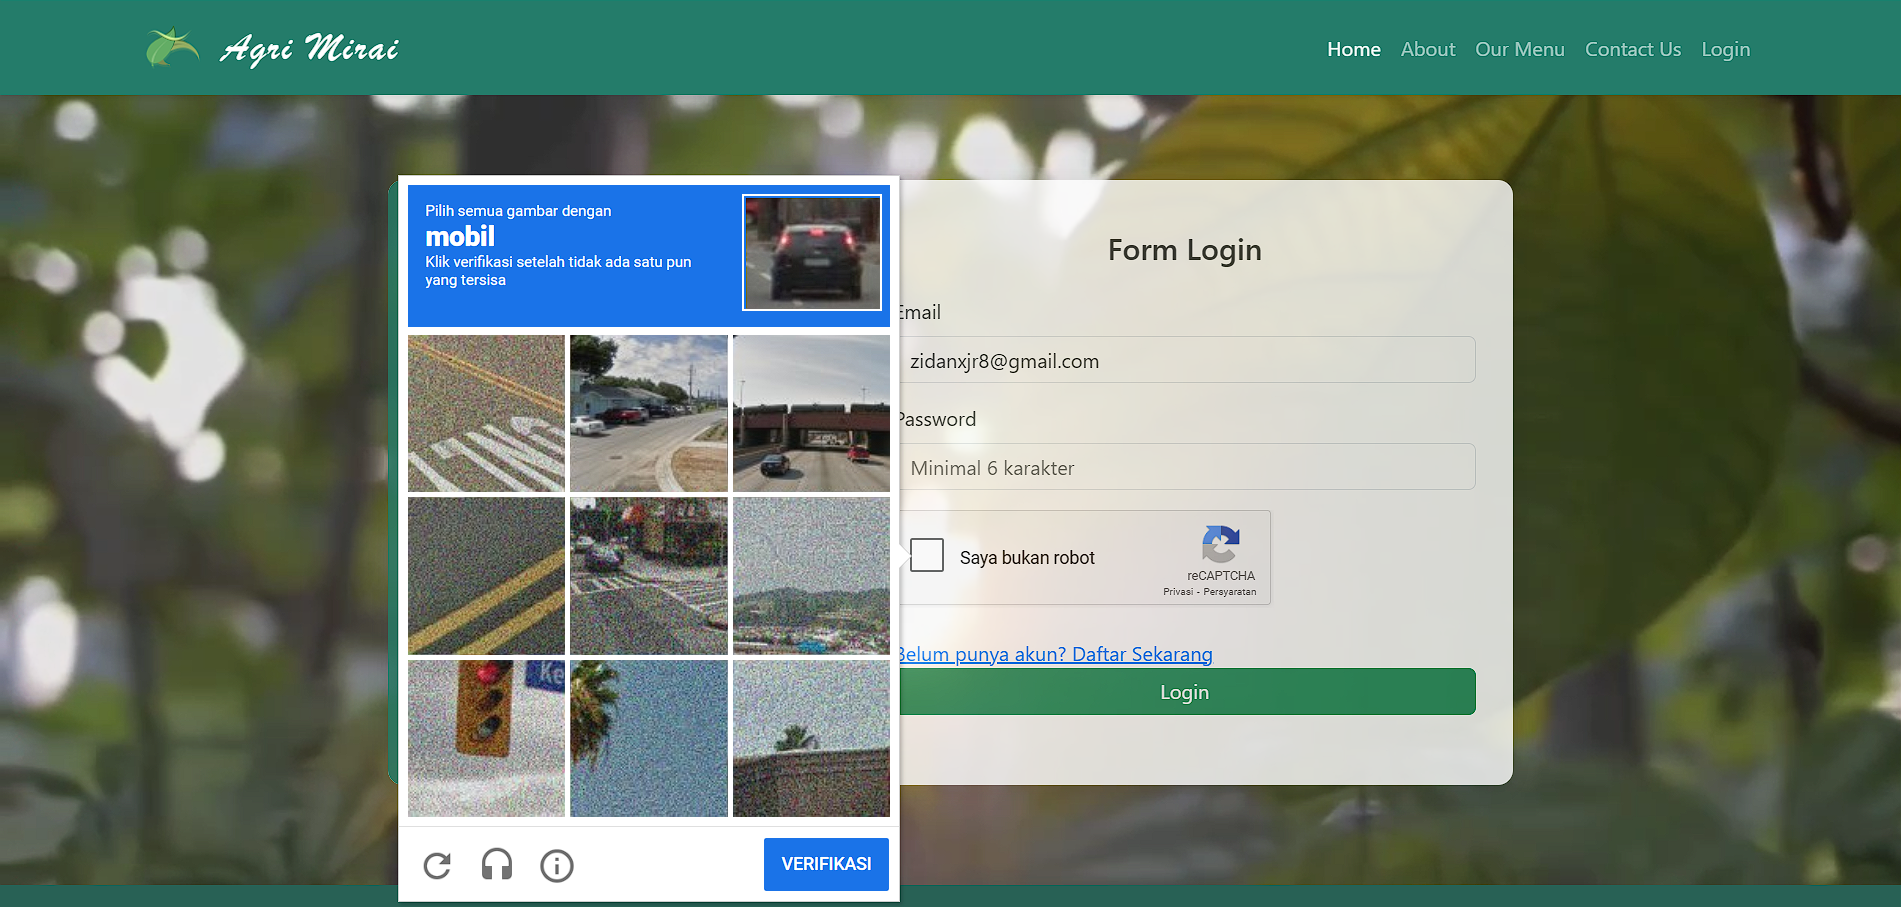 Agri Mirai
Home About Our Menu Contact Us Login
Pilih semua gambar dengan
mobil
Klik verifikasi setelah tidak ada satu pun
yang tersisa
Ke
VERIFIKASI
Form Login
Email
zidanxjr8@gmail.com
Password
Minimal 6 karakter
Saya bukan robot
reCAPTCHA
Privasi - Persyaratan
Belum punya akun? Daftar Sekarang
Login